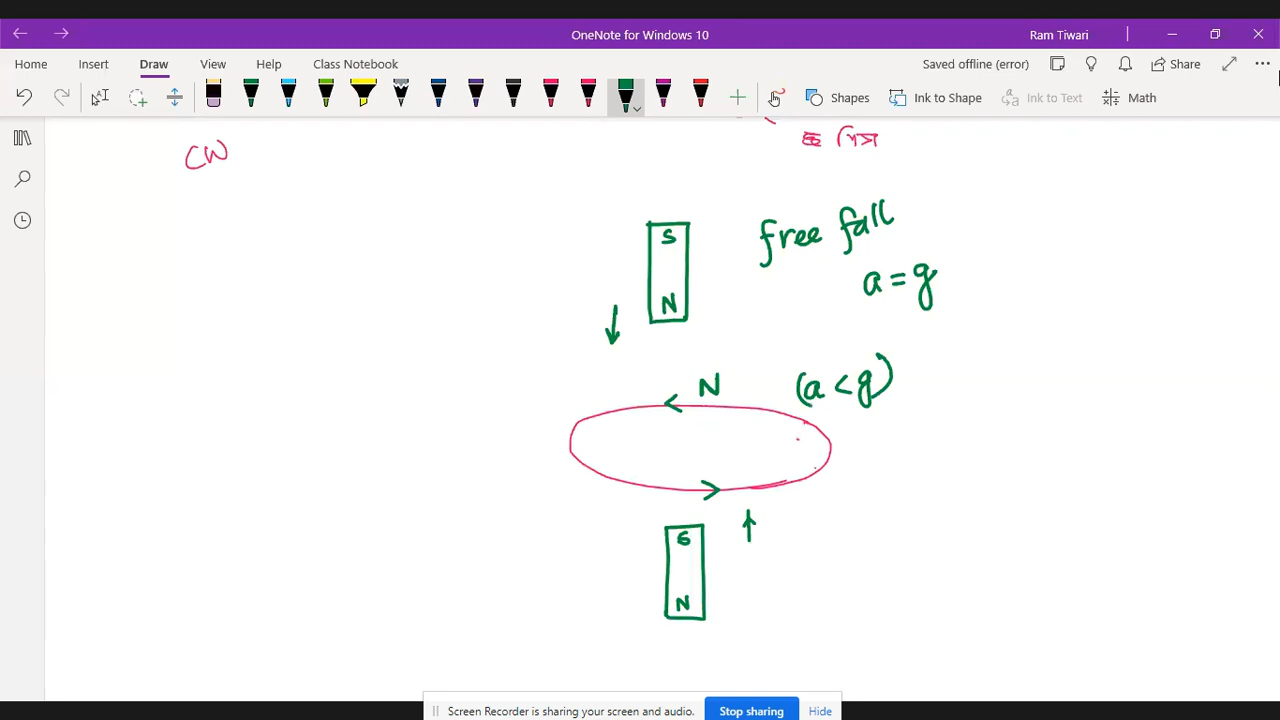 OneNote for Windows 10
Ram Tiwari
Home Insert Draw View Help Class Notebook
Saved offline (error)
Share
Shapes
Ink to Shape
Ink to Text
Math
CW
S
N
free fall
a = g
N
(a < g)
S
N
Screen Recorder is sharing your screen and audio.
Stop sharing
Hide